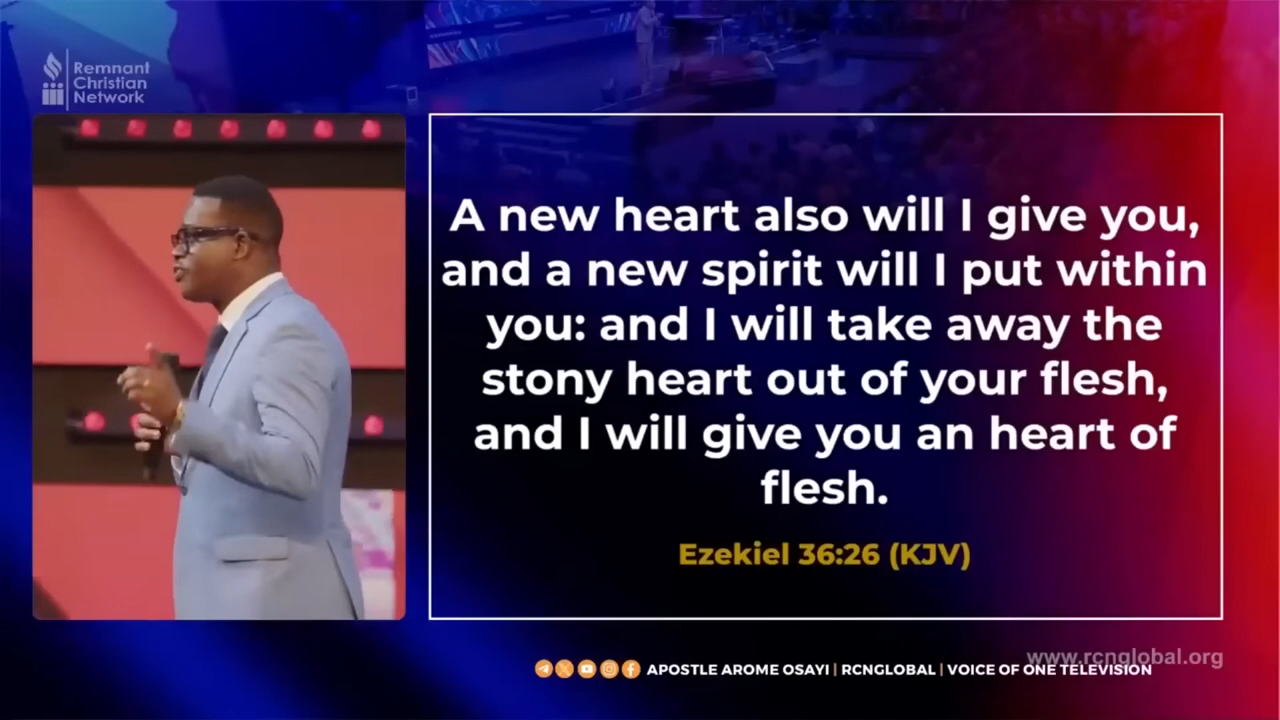 Remnant
Christian
Network
A new heart also will I give you,
and a new spirit will I put within
you: and I will take away the
stony heart out of your flesh,
and I will give you an heart of
flesh.
Ezekiel 36:26 (KJV)
www.rcnglobal.org
APOSTLE AROME OSAYI | RCNGLOBAL | VOICE OF ONE TELEVISION